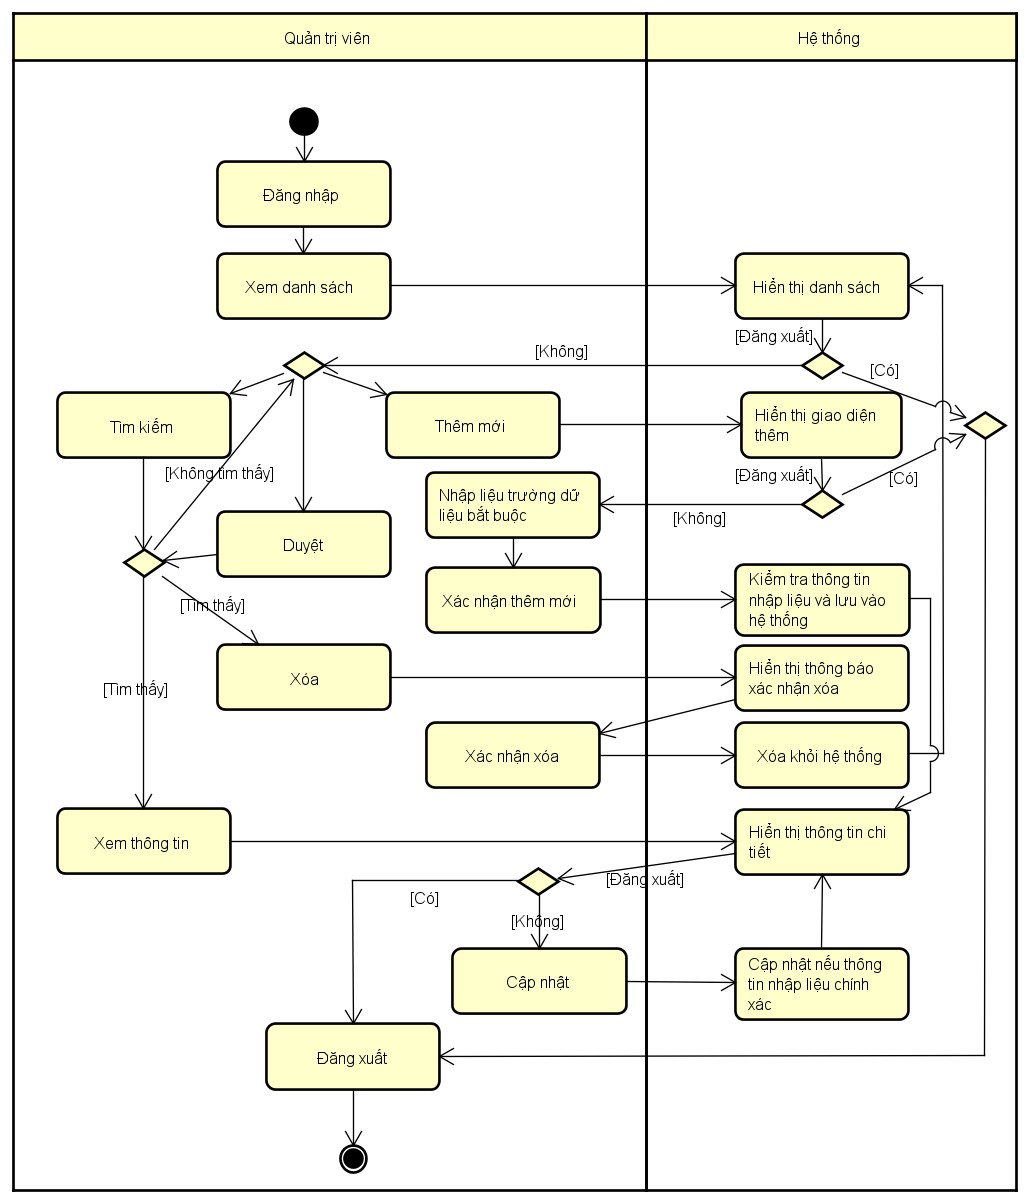 Quản trị viên
Hệ thống
Đăng nhập
Xem danh sách
Hiển thị danh sách
[Đăng xuất]
[Không]
[Có]
Tìm kiếm
Thêm mới
Hiển thị giao diện
thêm
[Không tìm thấy]
[Đăng xuất]
[Có]
Nhập liệu trường dữ
liệu bắt buộc
[Không]
Duyệt
Xác nhận thêm mới
Kiểm tra thông tin
nhập liệu và lưu vào
hệ thống
[Tìm thấy]
Xóa
Hiển thị thông báo
xác nhận xóa
[Tìm thấy]
Xác nhận xóa
Xóa khỏi hệ thống
Xem thông tin
Hiển thị thông tin chi
tiết
[Đăng xuất]
[Có]
[Không]
Cập nhật
Cập nhật nếu thông
tin nhập liệu chính
xác
Đăng xuất